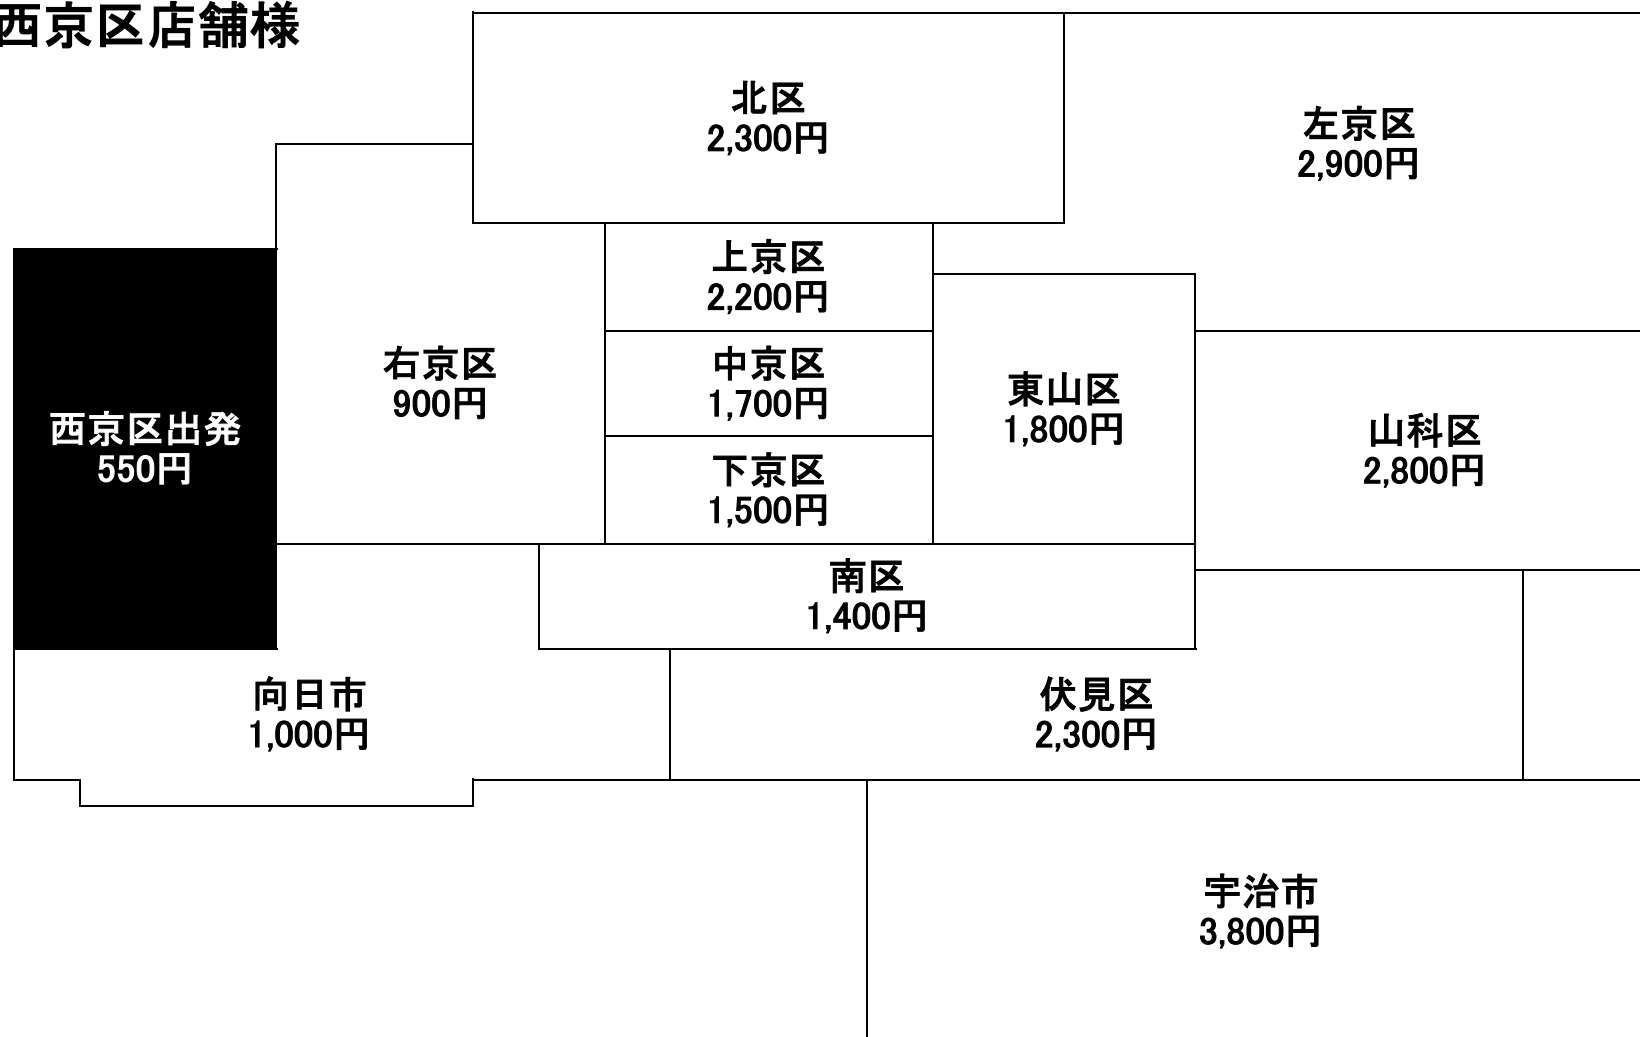 西京区店舗様
北区
2,300円
左京区
2,900円
上京区
2,200円
右京区
900円
中京区
1,700円
東山区
1,800円
西京区出発
550円
山科区
2,800円
下京区
1,500円
南区
1,400円
向日市
1,000円
伏見区
2,300円
宇治市
3,800円